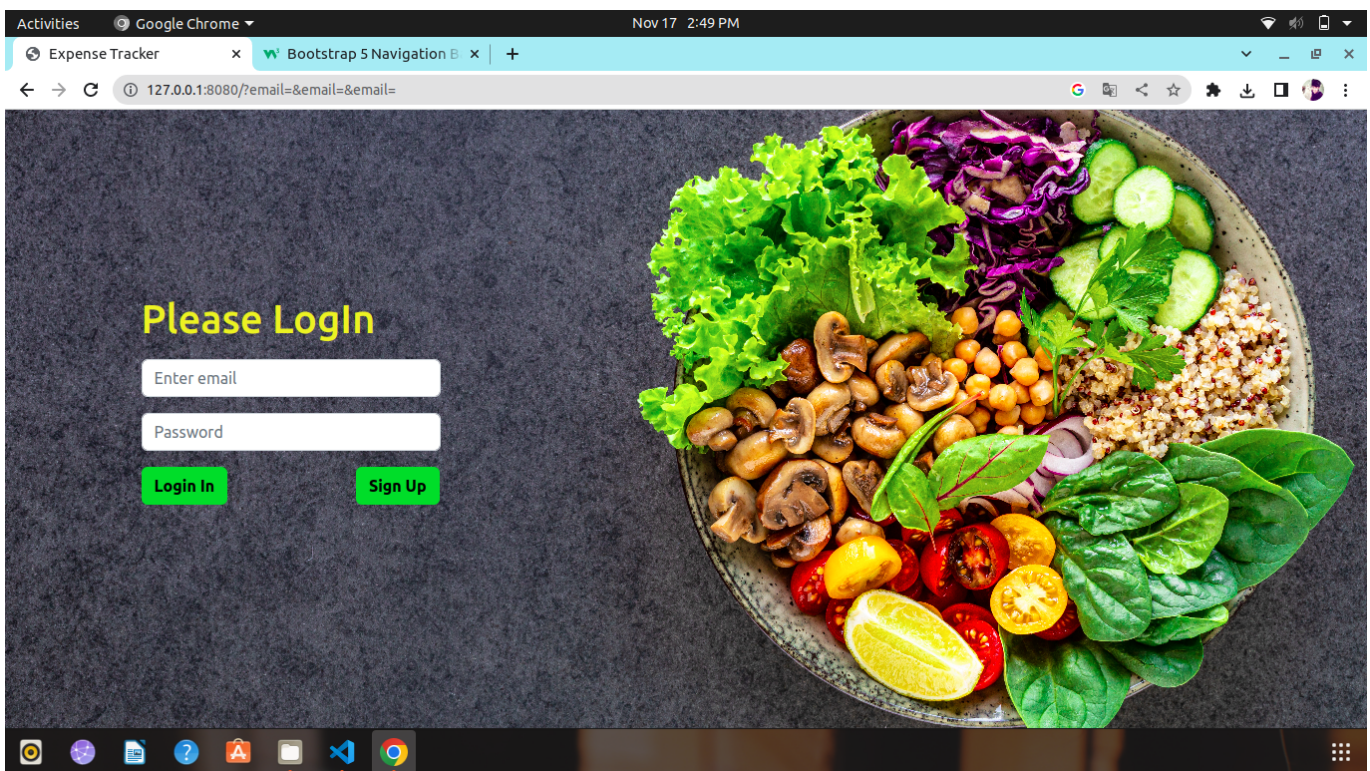 Activities Google Chrome Nov 17 2:49 PM
Expense Tracker Bootstrap 5 Navigation B
127.0.0.1:8080/?email=&email=&email=
Please LogIn
Enter email
Password
Login In Sign Up